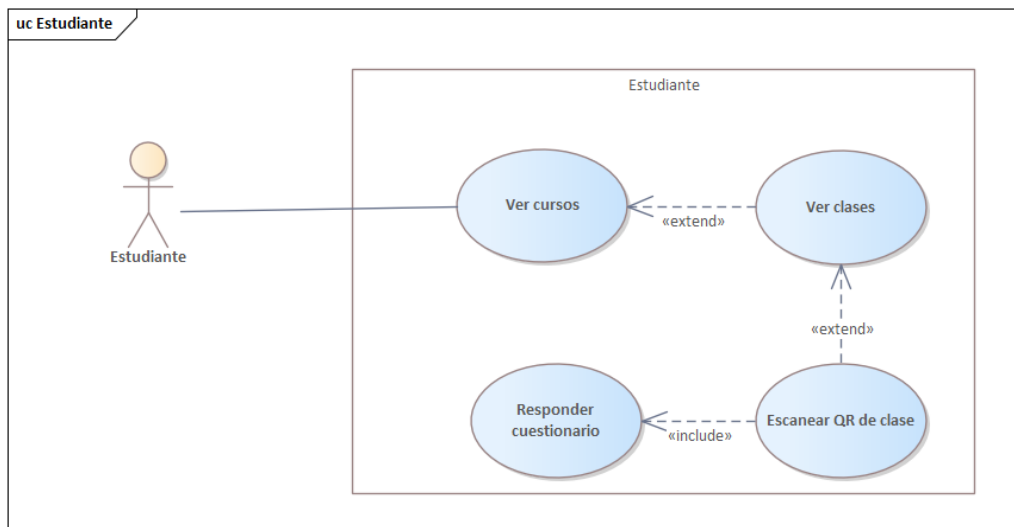 uc Estudiante
Estudiante
Ver cursos
Ver clases
«extend»
Estudiante
«extend»
Responder
cuestionario
Escanear QR de clase
«include»